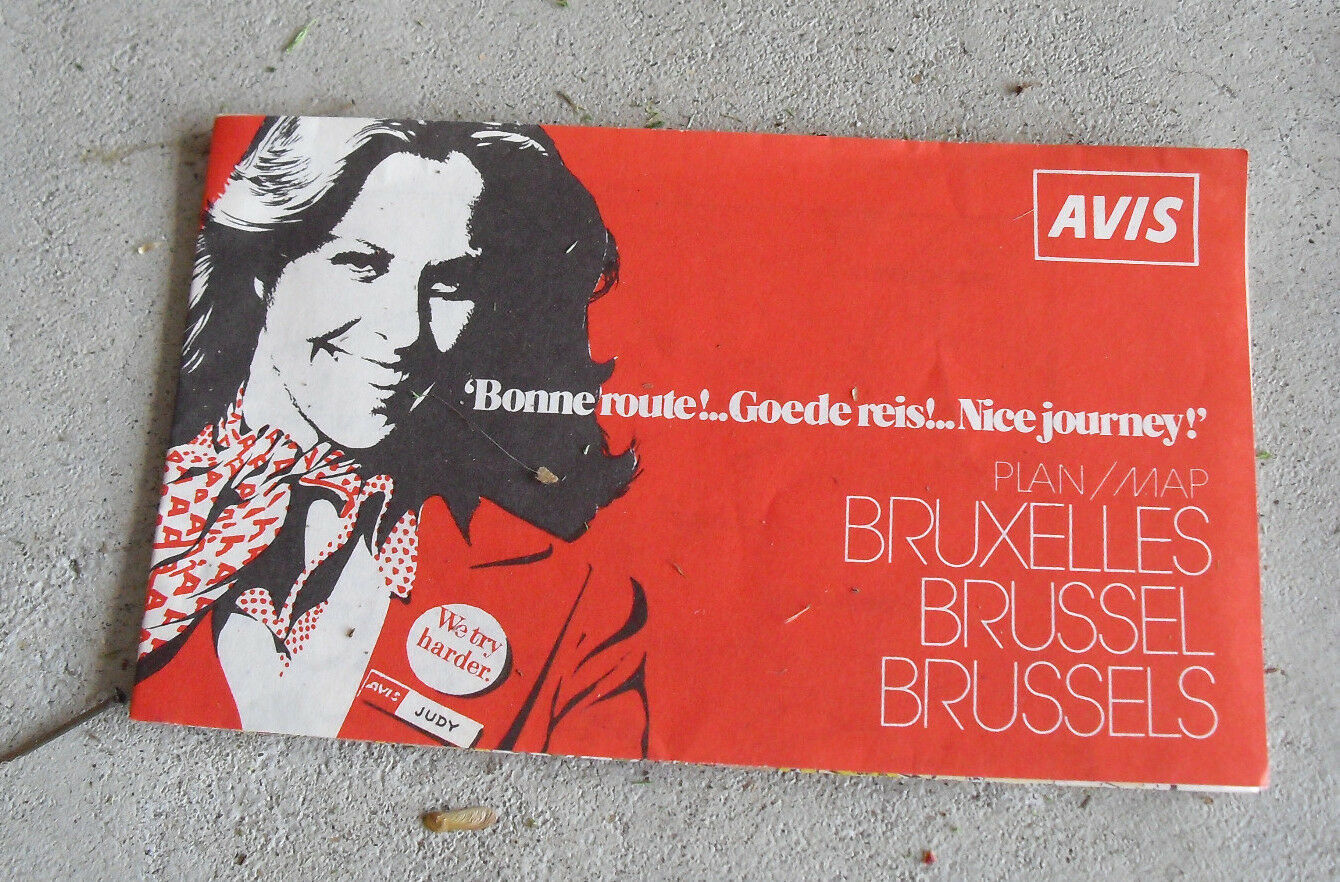 AVIS
‘Bonne route!..Goede reis!...Nice journey!’
PLAN/MAP
BRUXELLES
BRUSSEL
BRUSSELS
We try
harder.
AVIS JUDY